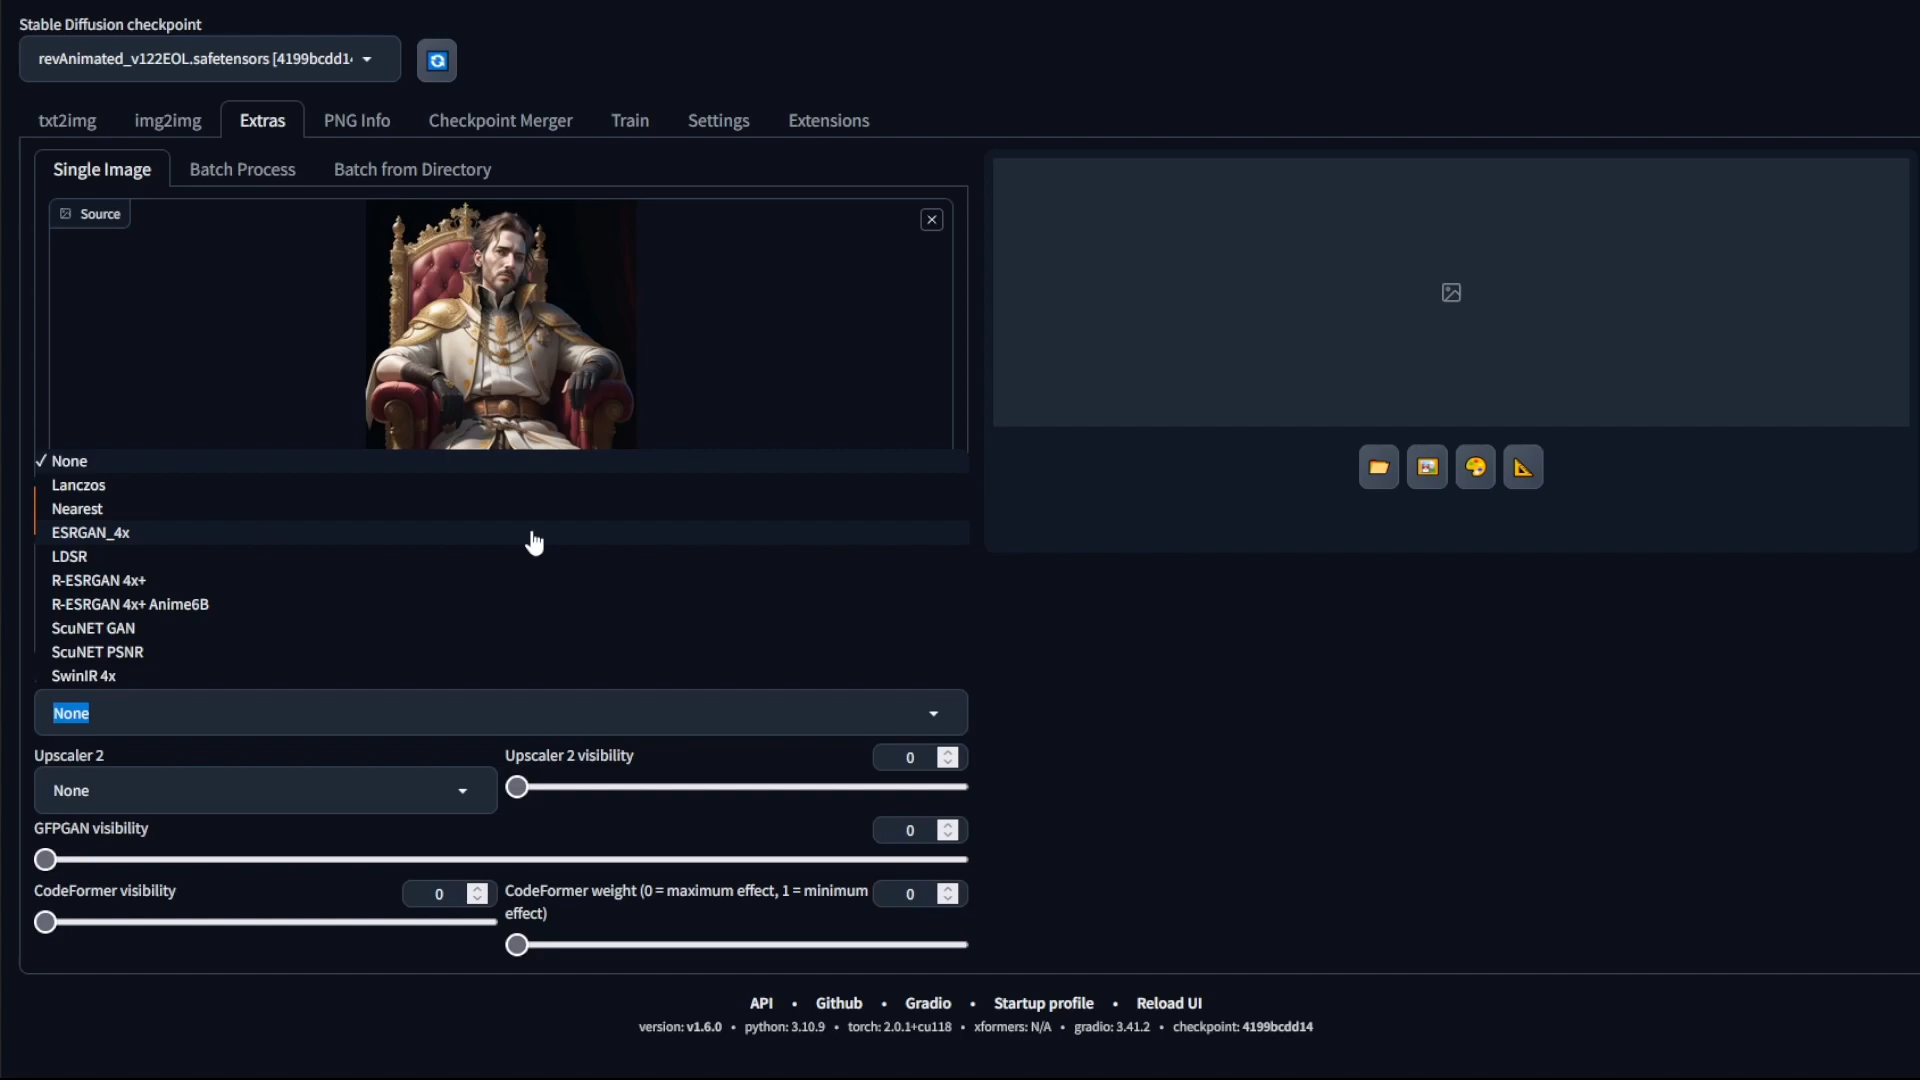 Stable Diffusion checkpoint
revAnimated_v122EOL.safetensors [4199bcdd14
txt2img img2img Extras PNG Info Checkpoint Merger Train Settings Extensions
Single Image Batch Process Batch from Directory
Source
✓ None
Lanczos
Nearest
ESRGAN_4x
LDSR
R-ESRGAN 4x+
R-ESRGAN 4x+ Anime6B
ScuNET GAN
ScuNET PSNR
SwinIR 4x
None
Upscaler 2
None
Upscaler 2 visibility 0
GFPGAN visibility 0
CodeFormer visibility 0
CodeFormer weight (0 = maximum effect, 1 = minimum
effect)
0
API • Github • Gradio • Startup profile • Reload UI
version: v1.6.0 • python: 3.10.9 • torch: 2.0.1+cu118 • xformers: N/A • gradio: 3.41.2 • checkpoint: 4199bcdd14